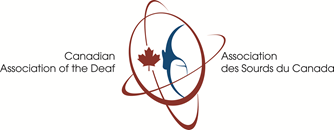 Canadian
Association of the Deaf
Association
des Sourds du Canada